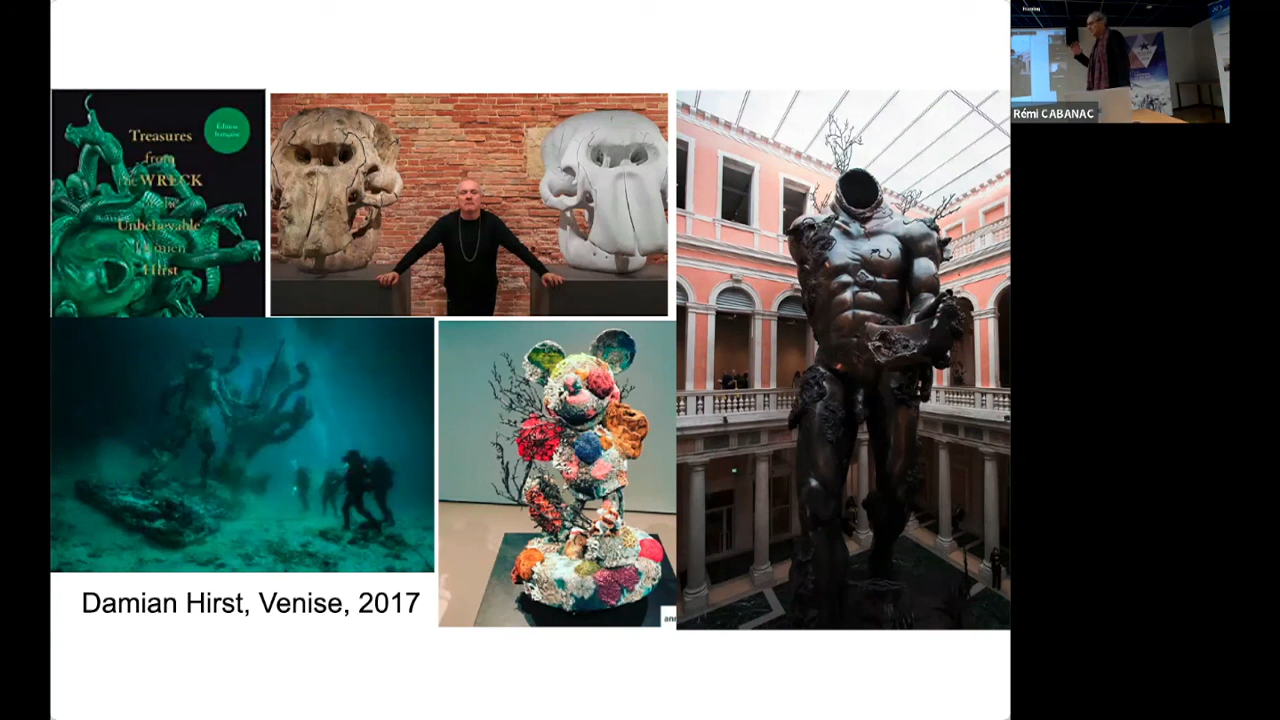 Treasures
from
The WRECK
of the
Unbelievable
Damien
Hirst
Édition
française
Damian Hirst, Venise, 2017
Rémi CABANAC